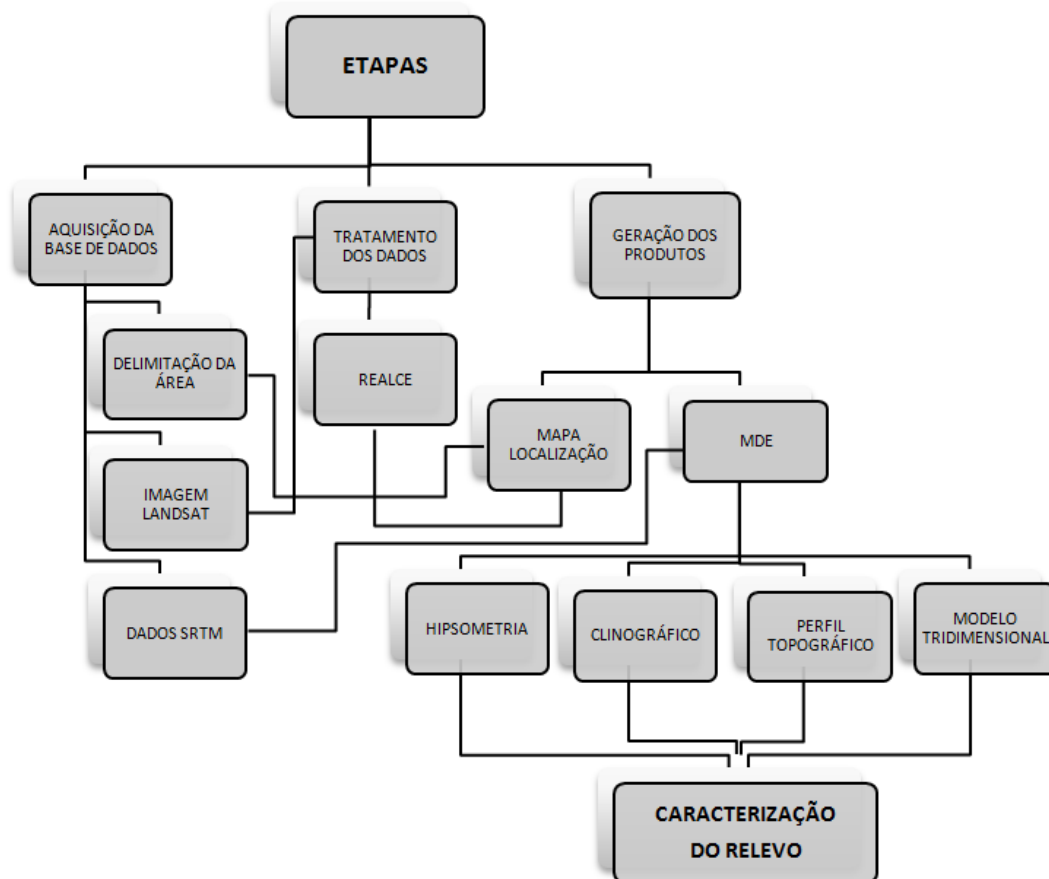 ETAPAS
AQUISIÇÃO DA
BASE DE DADOS
TRATAMENTO
DOS DADOS
GERAÇÃO DOS
PRODUTOS
DELIMITAÇÃO DA
ÁREA
REALCE
MAPA
LOCALIZAÇÃO
MDE
IMAGEM
LANDSAT
DADOS SRTM
HIPSOMETRIA
CLINOGRÁFICO
PERFIL
TOPOGRÁFICO
MODELO
TRIDIMENSIONAL
CARACTERIZAÇÃO
DO RELEVO